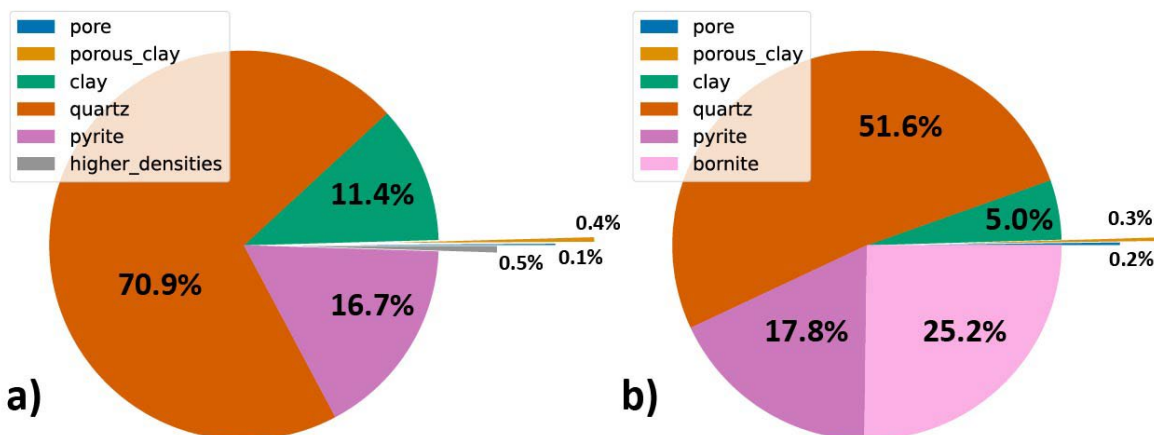 pore
porous_clay
clay
quartz
pyrite
higher_densities
11.4%
0.4%
0.1%
0.5%
70.9%
16.7%
a)
pore
porous_clay
clay
quartz
pyrite
bornite
51.6%
5.0%
0.3%
0.2%
17.8%
25.2%
b)